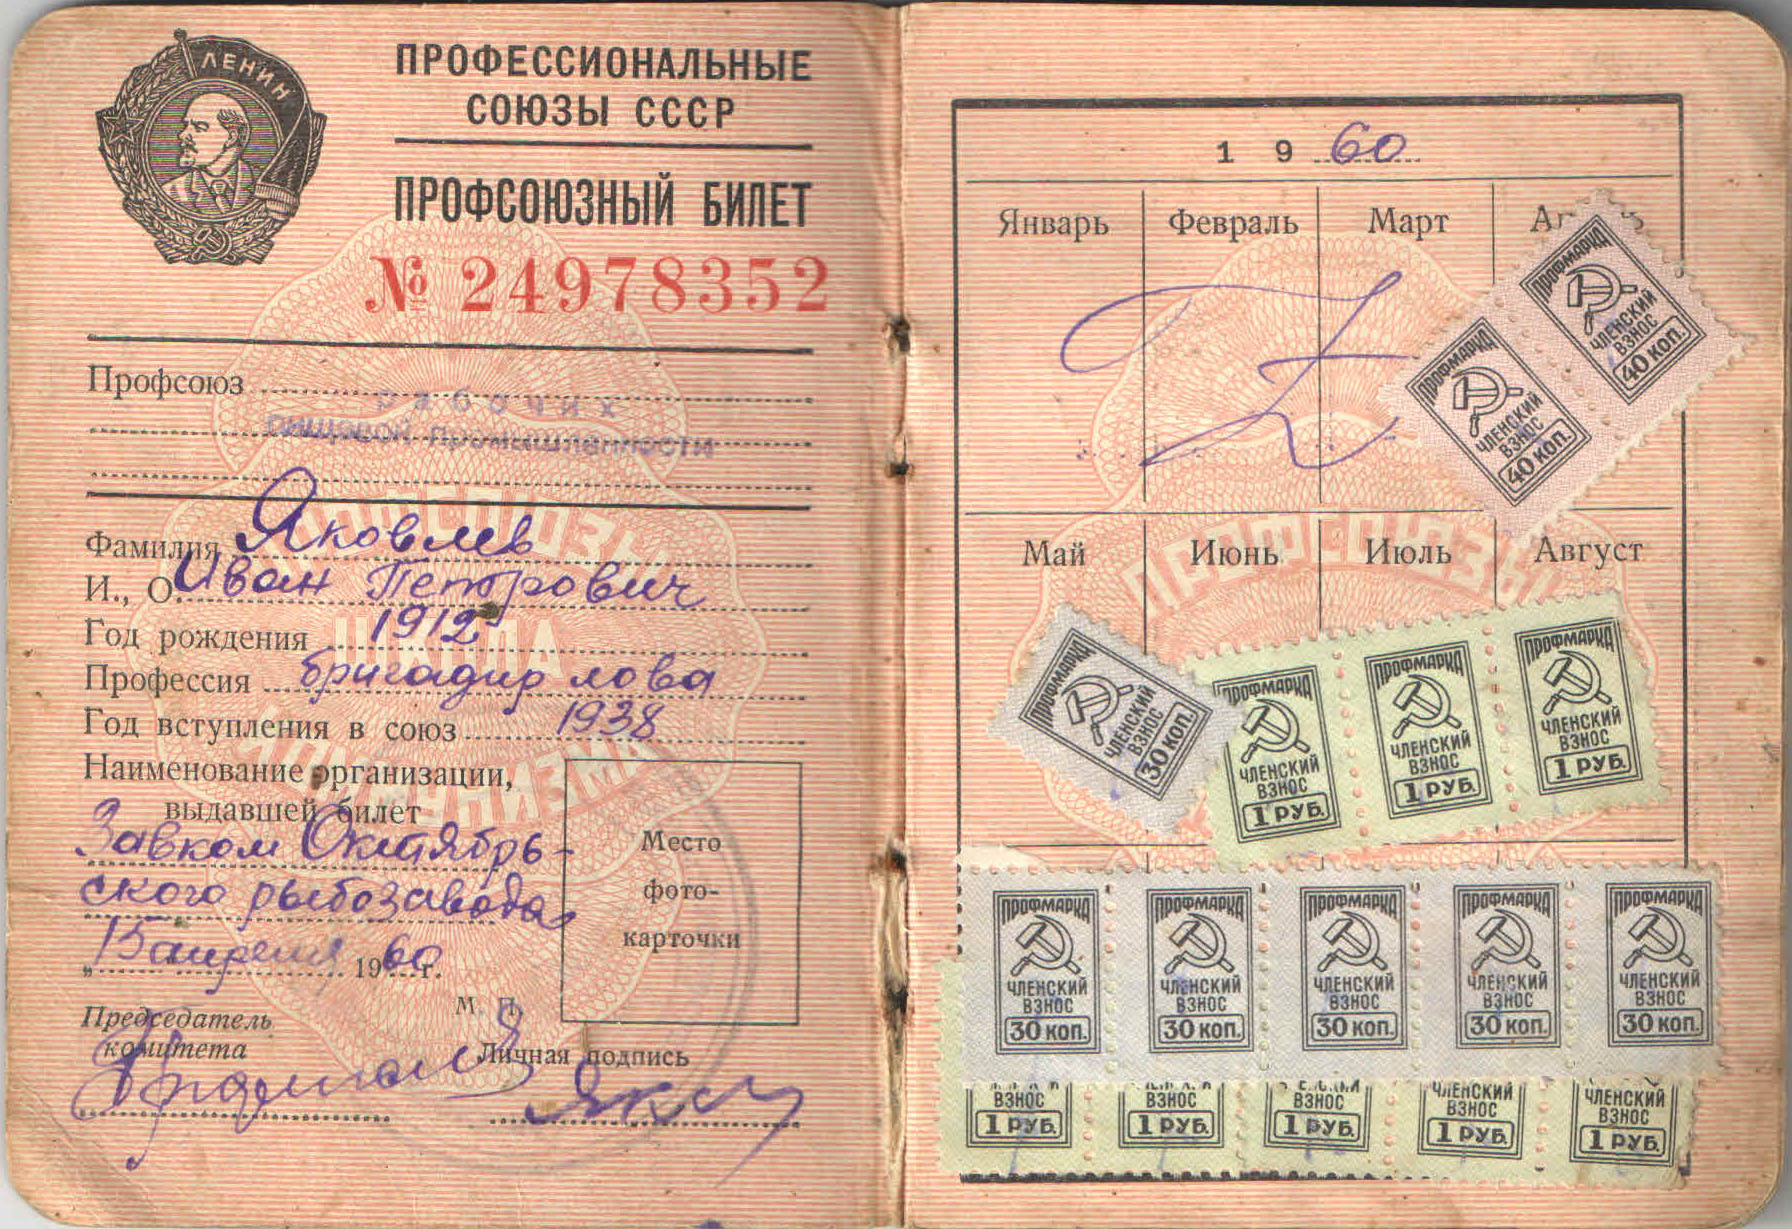 ЛЕНИН
ПРОФЕССИОНАЛЬНЫЕ
СОЮЗЫ СССР
ПРОФСОЮЗНЫЙ БИЛЕТ
№ 24978352
Профсоюз
рабочих
пищевой промышленности
Фамилия Яковлев
И., О. Иван Петрович
Год рождения 1912
Профессия бригадир лова
Год вступления в союз 1938
Наименование организации,
выдавшей билет
Завком Октябрь-
ского рыбозавода
„15" апреля 1960 г.
М. П.
Председатель
комитета
Личная подпись
Место
фото-
карточки
ПРОФСОЮЗЫ
ШКОЛА
КОММУНИЗМА
1960
Январь Февраль Март Апрель
ПРОФМАРКА ЧЛЕНСКИЙ ВЗНОС 40 КОП.
ПРОФМАРКА ЧЛЕНСКИЙ ВЗНОС 40 КОП.
Май Июнь Июль Август
ПРОФСОЮЗЫ
ПРОФМАРКА ЧЛЕНСКИЙ ВЗНОС 30 КОП.
ПРОФМАРКА ЧЛЕНСКИЙ ВЗНОС 1 РУБ.
ПРОФМАРКА ЧЛЕНСКИЙ ВЗНОС 1 РУБ.
ПРОФМАРКА ЧЛЕНСКИЙ ВЗНОС 1 РУБ.
ПРОФМАРКА ПРОФМАРКА ПРОФМАРКА ПРОФМАРКА ПРОФМАРКА
ЧЛЕНСКИЙ ЧЛЕНСКИЙ ЧЛЕНСКИЙ ЧЛЕНСКИЙ ЧЛЕНСКИЙ
ВЗНОС ВЗНОС ВЗНОС ВЗНОС ВЗНОС
30 КОП. 30 КОП. 30 КОП. 30 КОП. 30 КОП.
ЧЛЕНСКИЙ ЧЛЕНСКИЙ
ВЗНОС ВЗНОС ВЗНОС ВЗНОС ВЗНОС
1 РУБ. 1 РУБ. 1 РУБ. 1 РУБ. 1 РУБ.